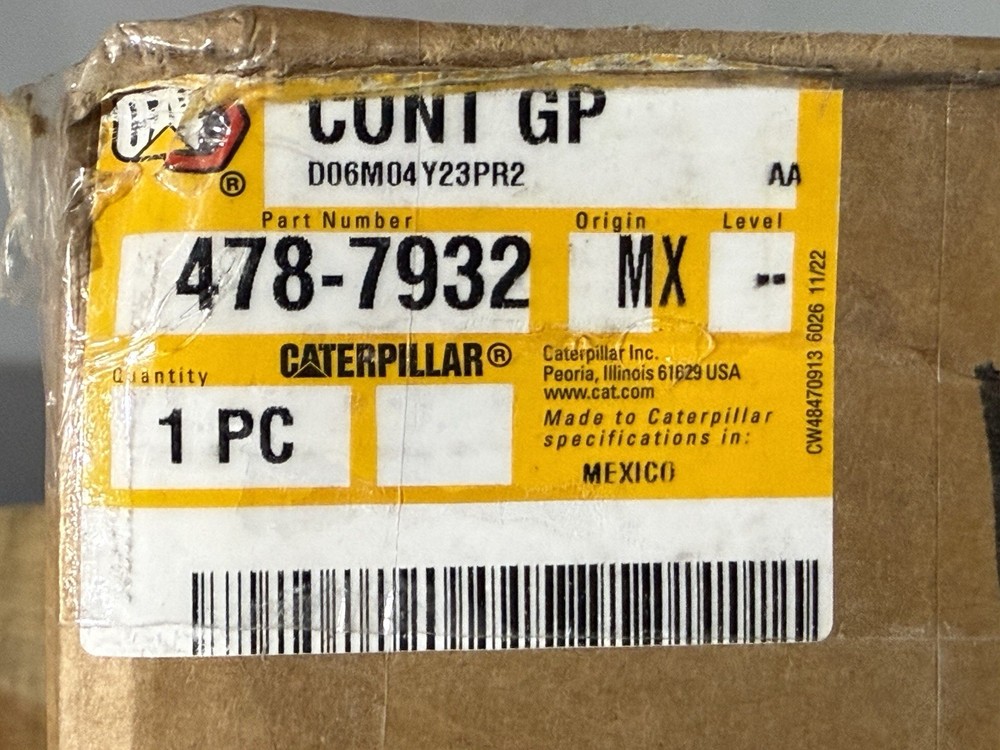 CONT GP
D06M04Y23PR2 AA
®
Part Number Origin Level
478-7932 MX --
CATERPILLAR®
Quantity
1 PC
Caterpillar Inc.
Peoria, Illinois 61629 USA
www.cat.com
Made to Caterpillar
specifications in:
MEXICO
CW48470913 6026 11/22